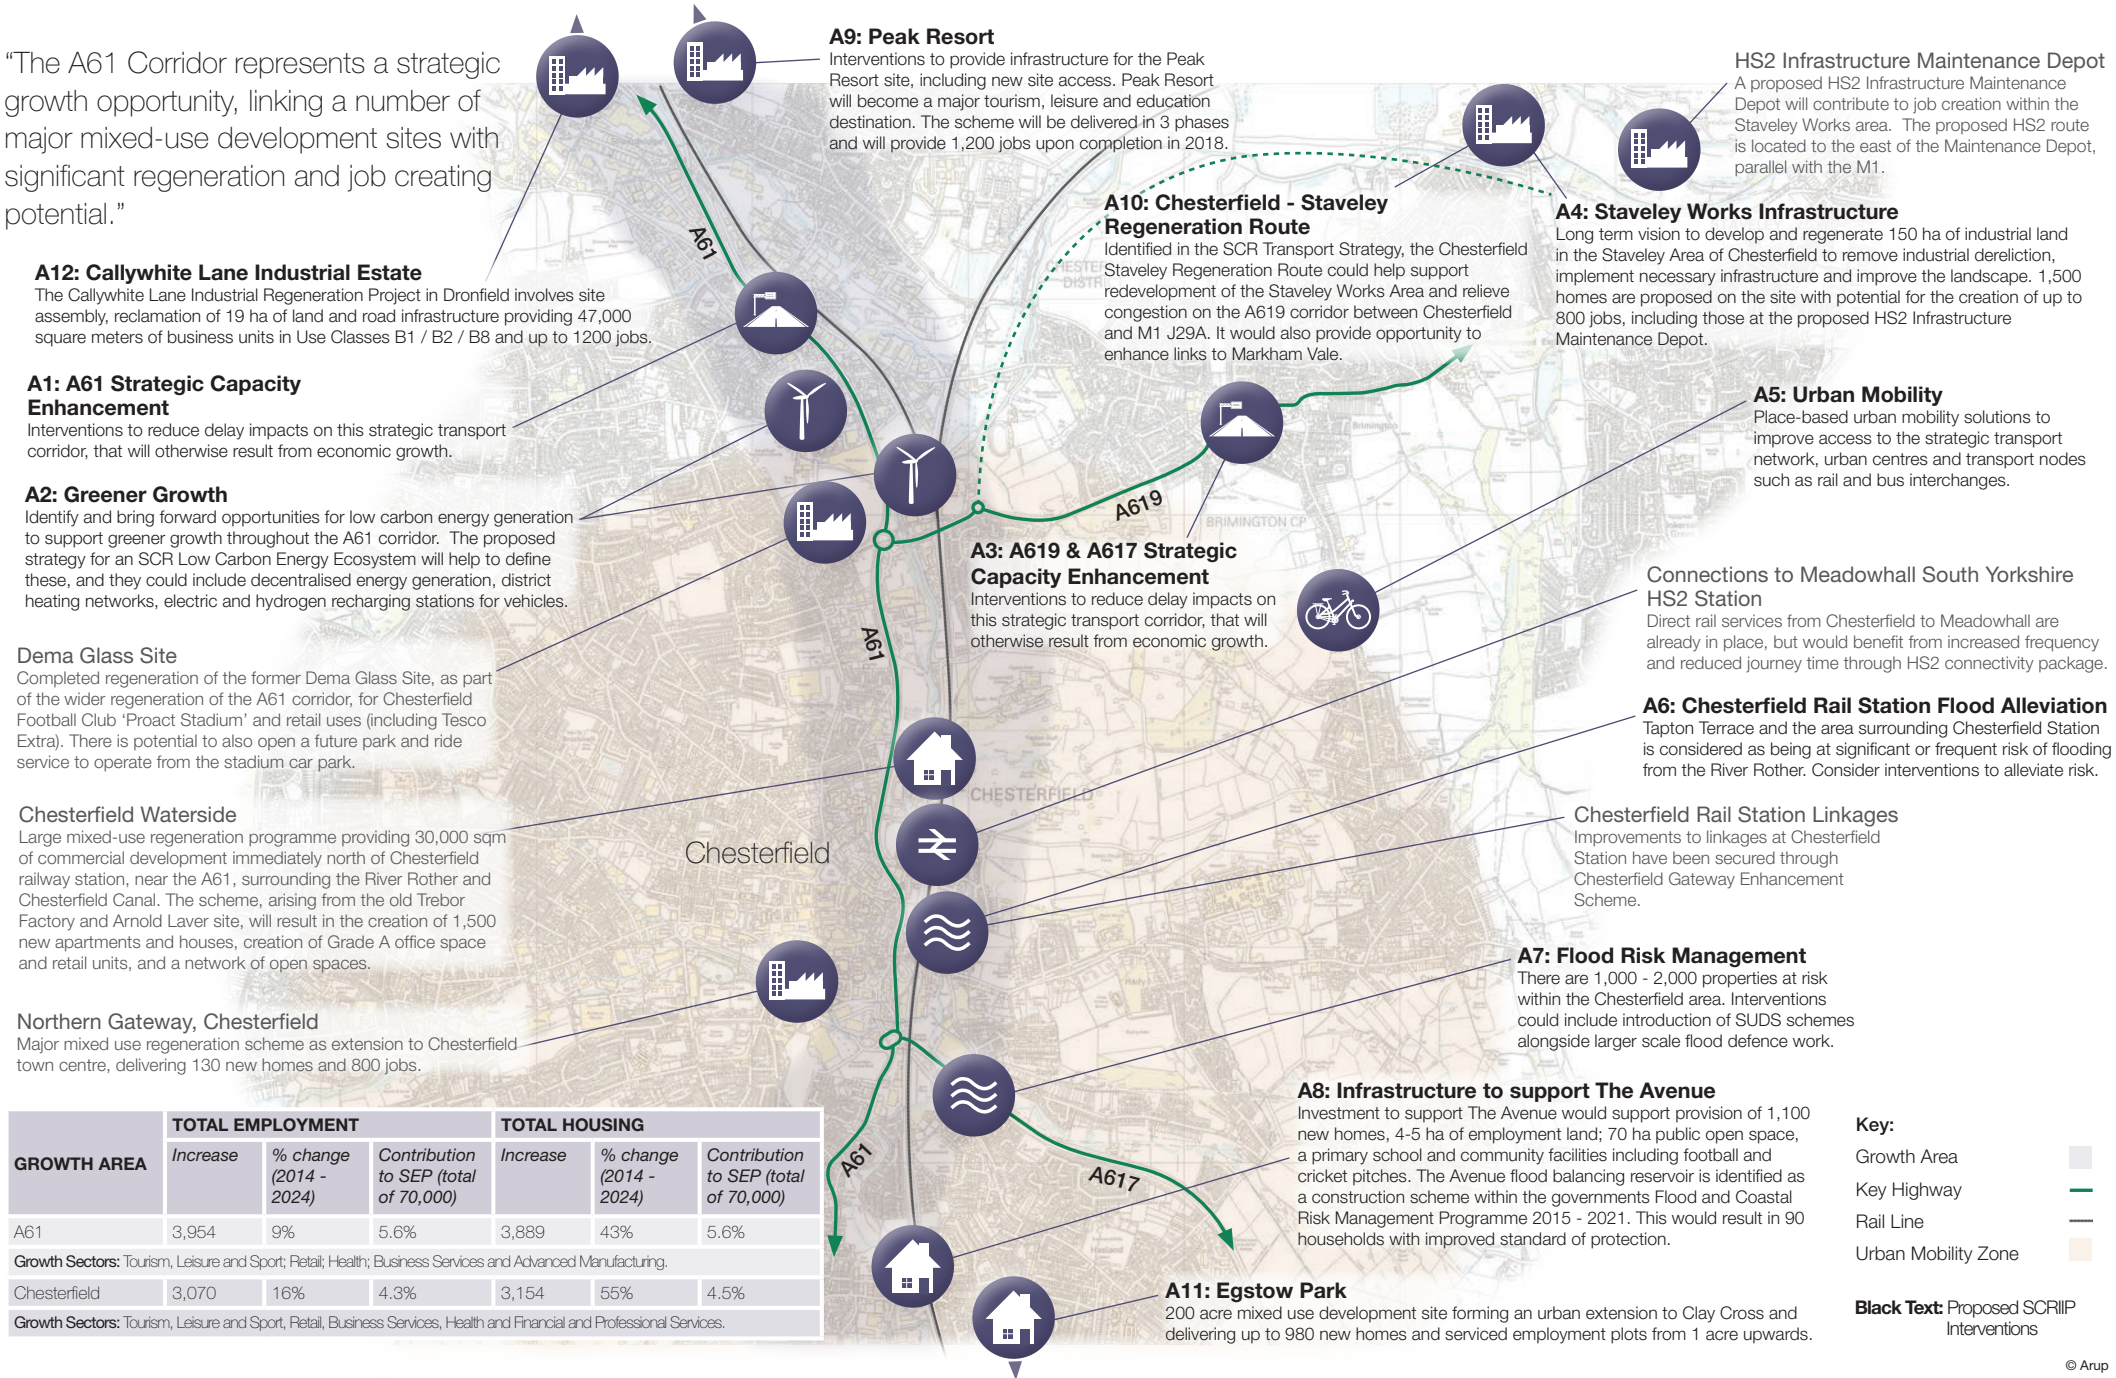 “The A61 Corridor represents a strategic
growth opportunity, linking a number of
major mixed-use development sites with
significant regeneration and job creating
potential.”
A9: Peak Resort
Interventions to provide infrastructure for the Peak
Resort site, including new site access. Peak Resort
will become a major tourism, leisure and education
destination. The scheme will be delivered in 3 phases
and will provide 1,200 jobs upon completion in 2018.
HS2 Infrastructure Maintenance Depot
A proposed HS2 Infrastructure Maintenance
Depot will contribute to job creation within the
Staveley Works area. The proposed HS2 route
is located to the east of the Maintenance Depot,
parallel with the M1.
A10: Chesterfield - Staveley
Regeneration Route
Identified in the SCR Transport Strategy, the Chesterfield
Staveley Regeneration Route could help support
redevelopment of the Staveley Works Area and relieve
congestion on the A619 corridor between Chesterfield
and M1 J29A. It would also provide opportunity to
enhance links to Markham Vale.
A4: Staveley Works Infrastructure
Long term vision to develop and regenerate 150 ha of industrial land
in the Staveley Area of Chesterfield to remove industrial dereliction,
implement necessary infrastructure and improve the landscape. 1,500
homes are proposed on the site with potential for the creation of up to
800 jobs, including those at the proposed HS2 Infrastructure
Maintenance Depot.
A12: Callywhite Lane Industrial Estate
The Callywhite Lane Industrial Regeneration Project in Dronfield involves site
assembly, reclamation of 19 ha of land and road infrastructure providing 47,000
square meters of business units in Use Classes B1 / B2 / B8 and up to 1200 jobs.
A61
A1: A61 Strategic Capacity
Enhancement
Interventions to reduce delay impacts on this strategic transport
corridor, that will otherwise result from economic growth.
A5: Urban Mobility
Place-based urban mobility solutions to
improve access to the strategic transport
network, urban centres and transport nodes
such as rail and bus interchanges.
A2: Greener Growth
Identify and bring forward opportunities for low carbon energy generation
to support greener growth throughout the A61 corridor. The proposed
strategy for an SCR Low Carbon Energy Ecosystem will help to define
these, and they could include decentralised energy generation, district
heating networks, electric and hydrogen recharging stations for vehicles.
A619
BRIMINGTON CP
A3: A619 & A617 Strategic
Capacity Enhancement
Interventions to reduce delay impacts on
this strategic transport corridor, that will
otherwise result from economic growth.
Connections to Meadowhall South Yorkshire
HS2 Station
Direct rail services from Chesterfield to Meadowhall are
already in place, but would benefit from increased frequency
and reduced journey time through HS2 connectivity package.
A61
Dema Glass Site
Completed regeneration of the former Dema Glass Site, as part
of the wider regeneration of the A61 corridor, for Chesterfield
Football Club ‘Proact Stadium’ and retail uses (including Tesco
Extra). There is potential to also open a future park and ride
service to operate from the stadium car park.
A6: Chesterfield Rail Station Flood Alleviation
Tapton Terrace and the area surrounding Chesterfield Station
is considered as being at significant or frequent risk of flooding
from the River Rother. Consider interventions to alleviate risk.
CHESTERFIELD
Chesterfield
Chesterfield Waterside
Large mixed-use regeneration programme providing 30,000 sqm
of commercial development immediately north of Chesterfield
railway station, near the A61, surrounding the River Rother and
Chesterfield Canal. The scheme, arising from the old Trebor
Factory and Arnold Laver site, will result in the creation of 1,500
new apartments and houses, creation of Grade A office space
and retail units, and a network of open spaces.
Chesterfield Rail Station Linkages
Improvements to linkages at Chesterfield
Station have been secured through
Chesterfield Gateway Enhancement
Scheme.
A7: Flood Risk Management
There are 1,000 - 2,000 properties at risk
within the Chesterfield area. Interventions
could include introduction of SUDS schemes
alongside larger scale flood defence work.
Northern Gateway, Chesterfield
Major mixed use regeneration scheme as extension to Chesterfield
town centre, delivering 130 new homes and 800 jobs.
A8: Infrastructure to support The Avenue
Investment to support The Avenue would support provision of 1,100
new homes, 4-5 ha of employment land; 70 ha public open space,
a primary school and community facilities including football and
cricket pitches. The Avenue flood balancing reservoir is identified as
a construction scheme within the governments Flood and Coastal
Risk Management Programme 2015 - 2021. This would result in 90
households with improved standard of protection.
A61
A617
A11: Egstow Park
200 acre mixed use development site forming an urban extension to Clay Cross and
delivering up to 980 new homes and serviced employment plots from 1 acre upwards.
GROWTH AREA TOTAL EMPLOYMENT TOTAL HOUSING
Increase % change (2014 - 2024) Contribution to SEP (total of 70,000) Increase % change (2014 - 2024) Contribution to SEP (total of 70,000)
A61 3,954 9% 5.6% 3,889 43% 5.6%
Growth Sectors: Tourism, Leisure and Sport; Retail; Health; Business Services and Advanced Manufacturing.
Chesterfield 3,070 16% 4.3% 3,154 55% 4.5%
Growth Sectors: Tourism, Leisure and Sport, Retail, Business Services, Health and Financial and Professional Services.
Key:
Growth Area
Key Highway
Rail Line
Urban Mobility Zone
Black Text: Proposed SCRIIP
Interventions
© Arup